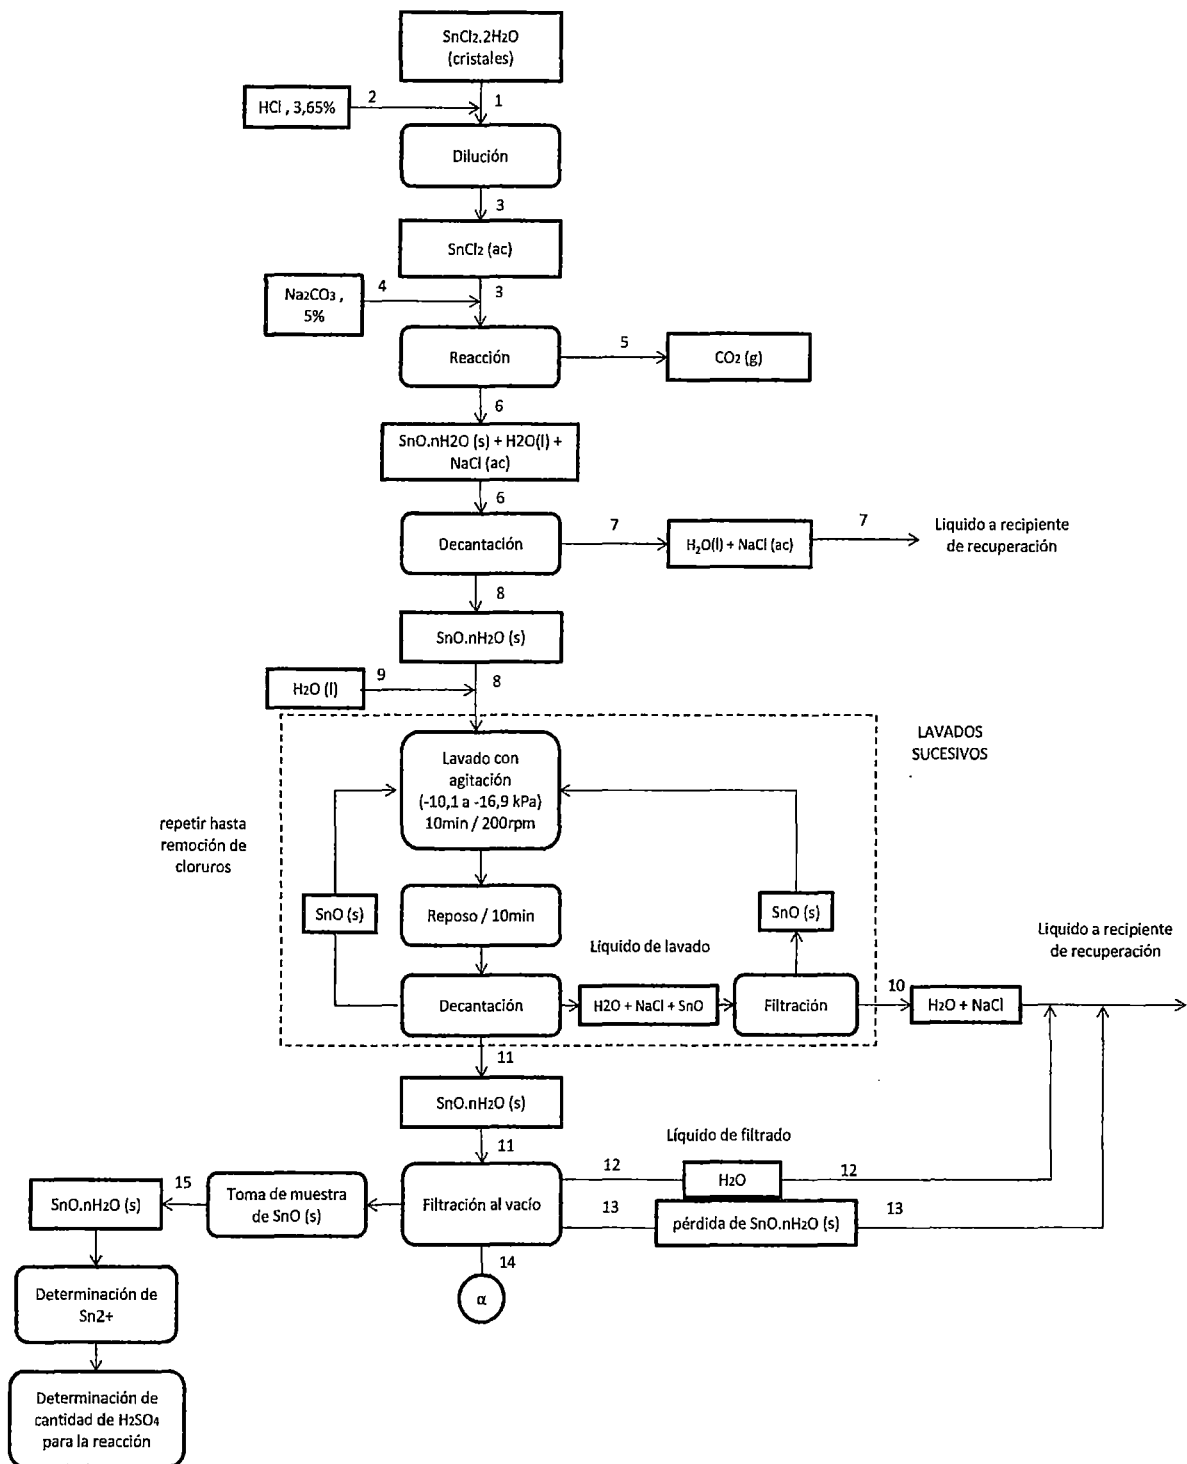 SnCl2.2H2O
(cristales)
HCl , 3,65%
2
1
Dilución
3
SnCl2 (ac)
Na2CO3 ,
5%
4
3
Reacción
5
CO2 (g)
6
SnO.nH2O (s) + H2O(l) +
NaCl (ac)
6
Decantación
7
H2O(l) + NaCl (ac)
7
Liquido a recipiente
de recuperación
8
SnO.nH2O (s)
H2O (l)
9
8
LAVADOS
SUCESIVOS
Lavado con
agitación
(-10,1 a -16,9 kPa)
10min / 200rpm
repetir hasta
remoción de
cloruros
SnO (s)
Reposo / 10min
SnO (s)
Líquido de lavado
Liquido a recipiente
de recuperación
Decantación
H2O + NaCl + SnO
Filtración
10
H2O + NaCl
11
SnO.nH2O (s)
11
Líquido de filtrado
SnO.nH2O (s)
15
Toma de muestra
de SnO (s)
Filtración al vacío
12
H2O
12
13
pérdida de SnO.nH2O (s)
13
14
α
Determinación de
Sn2+
Determinación de
cantidad de H2SO4
para la reacción